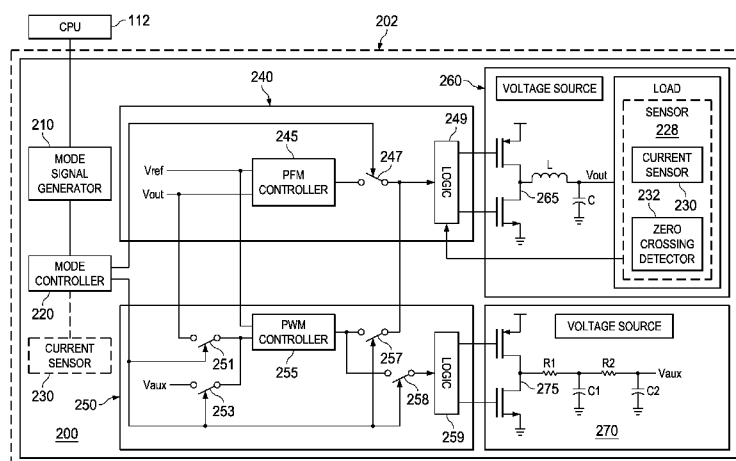 CPU
112
202
240
260
VOLTAGE SOURCE
LOAD
SENSOR
228
210
245
249
MODE
SIGNAL
GENERATOR
Vref
Vout
PFM
CONTROLLER
247
LOGIC
L
Vout
265
C
CURRENT
SENSOR
230
232
ZERO
CROSSING
DETECTOR
MODE
CONTROLLER
220
CURRENT
SENSOR
230
250
200
251
Vaux
253
PWM
CONTROLLER
255
257
258
LOGIC
259
VOLTAGE SOURCE
R1
R2
Vaux
275
C1
C2
270